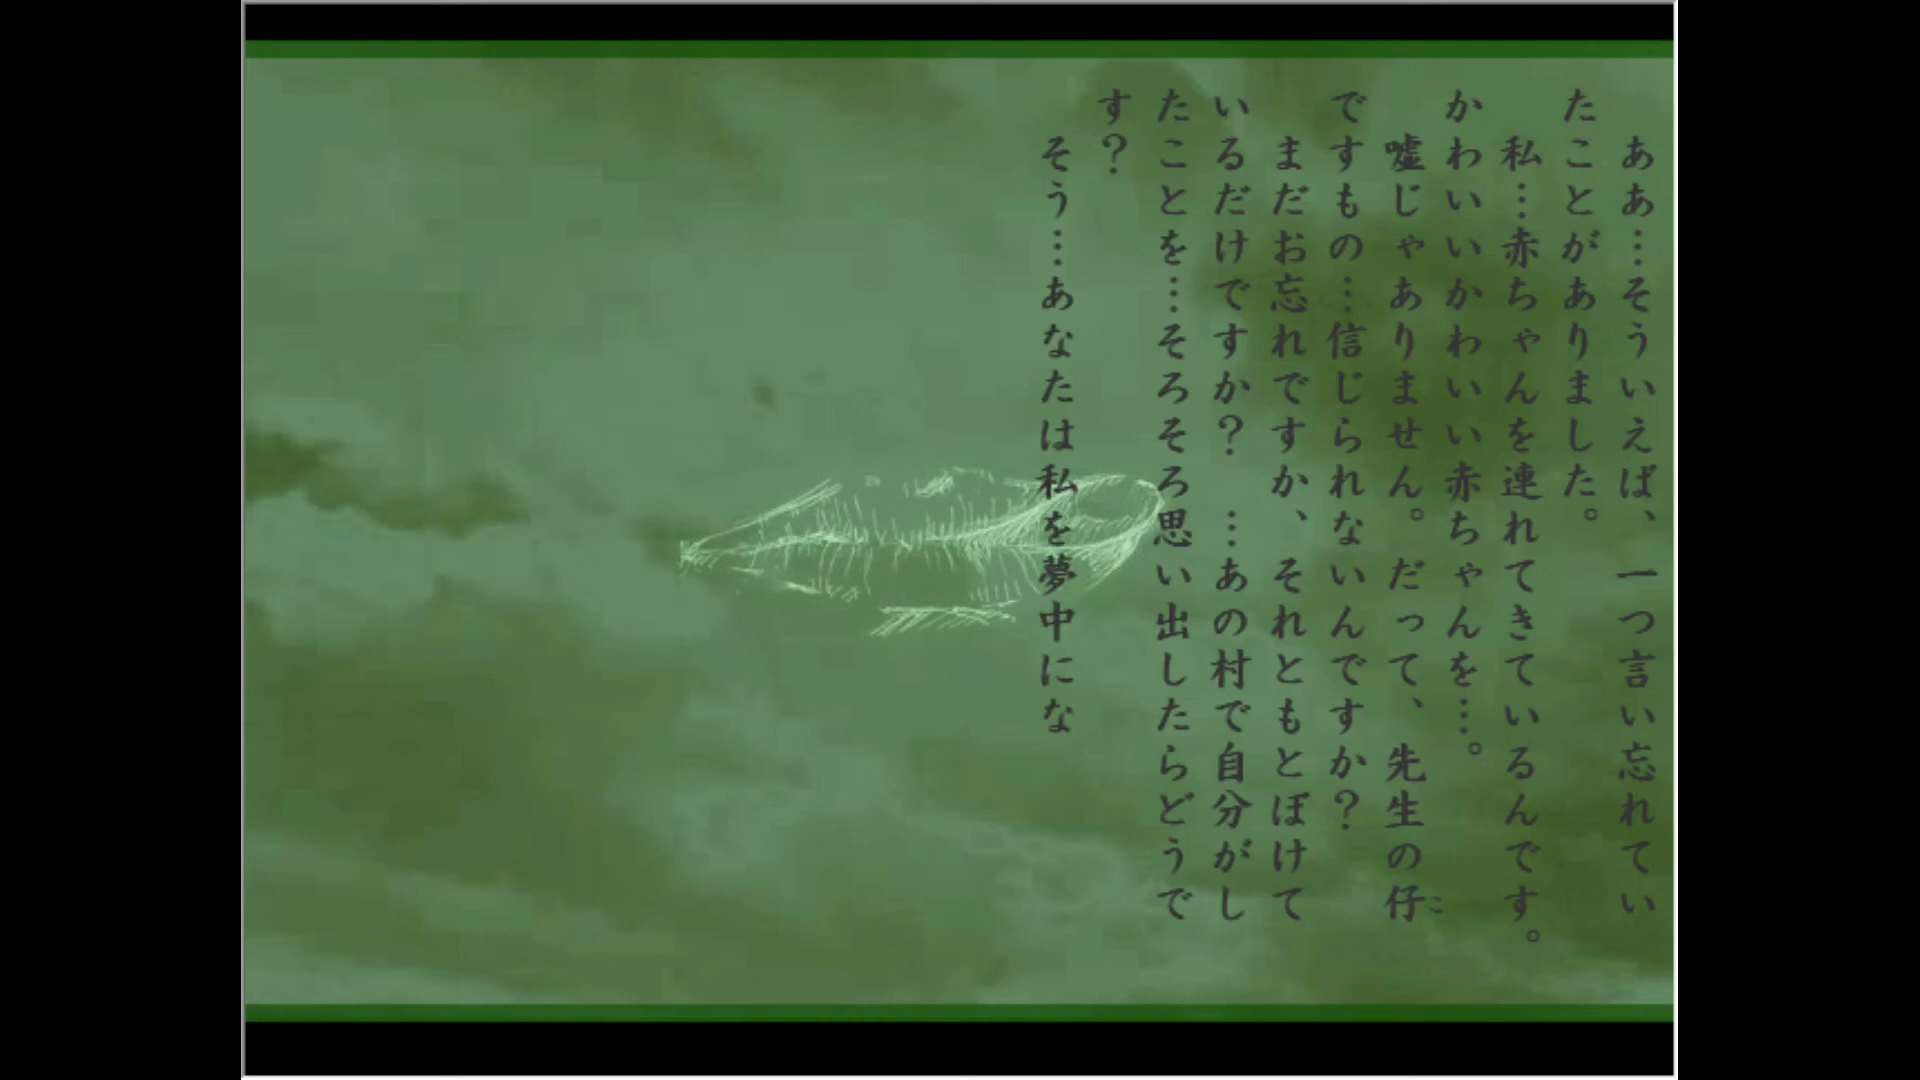 ああ…そういえば、一つ言い忘れてい
たことがありました。
私…赤ちゃんを連れてきているんです。
かわいいかわいい赤ちゃんを…。
嘘じゃありません。だって、先生の仔
こ
ですもの…信じられないんですか？
まだお忘れですか、それともとぼけて
いるだけですか？　…あの村で自分がし
たことを…そろそろ思い出したらどうで
す？
そう…あなたは私を夢中にな